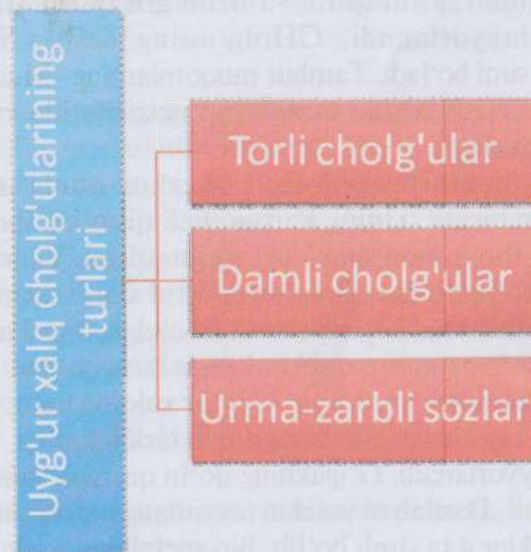 Uyg'ur xalq cholg'ularining
turlari
Torli cholg'ular
Damli cholg'ular
Urma-zarbli sozlar